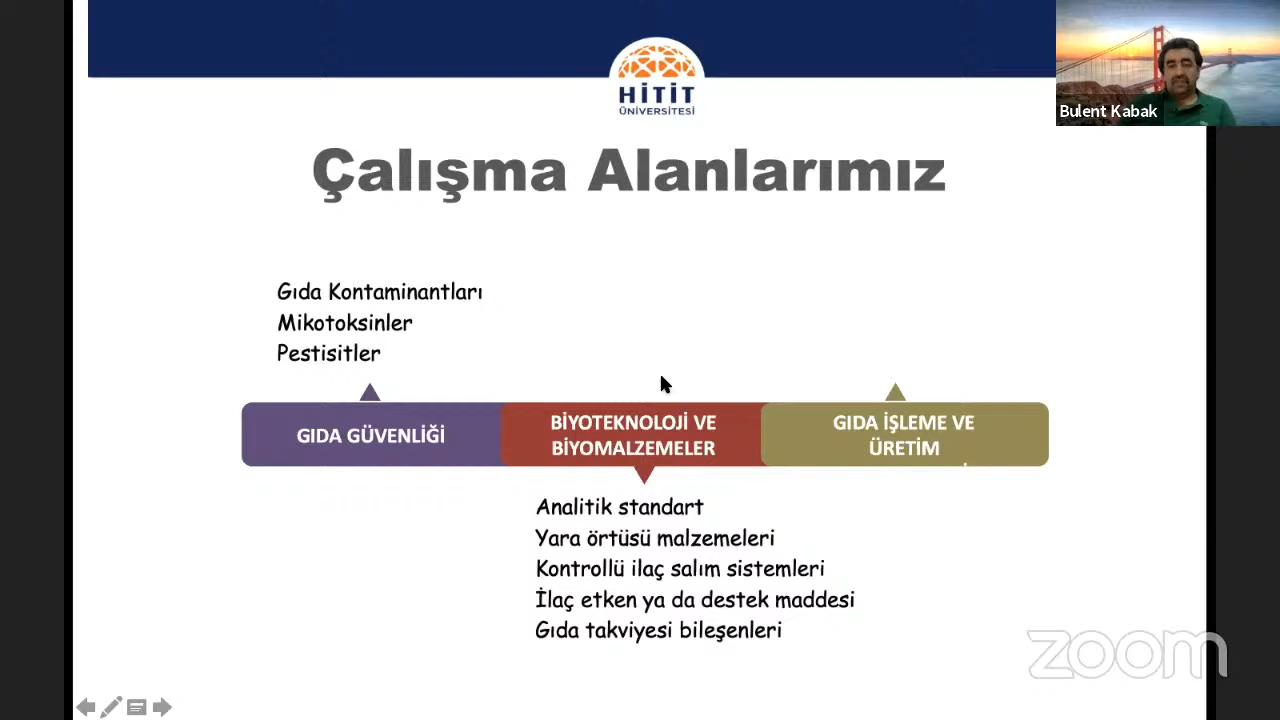 HİTİT
ÜNİVERSİTESİ
Bulent Kabak
Çalışma Alanlarımız
Gıda Kontaminantları
Mikotoksinler
Pestisitler
GIDA GÜVENLİĞİ
BİYOTEKNOLOJİ VE
BİYOMALZEMELER
GIDA İŞLEME VE
ÜRETİM
Analitik standart
Yara örtüsü malzemeleri
Kontrollü ilaç salım sistemleri
İlaç etken ya da destek maddesi
Gıda takviyesi bileşenleri
zoom